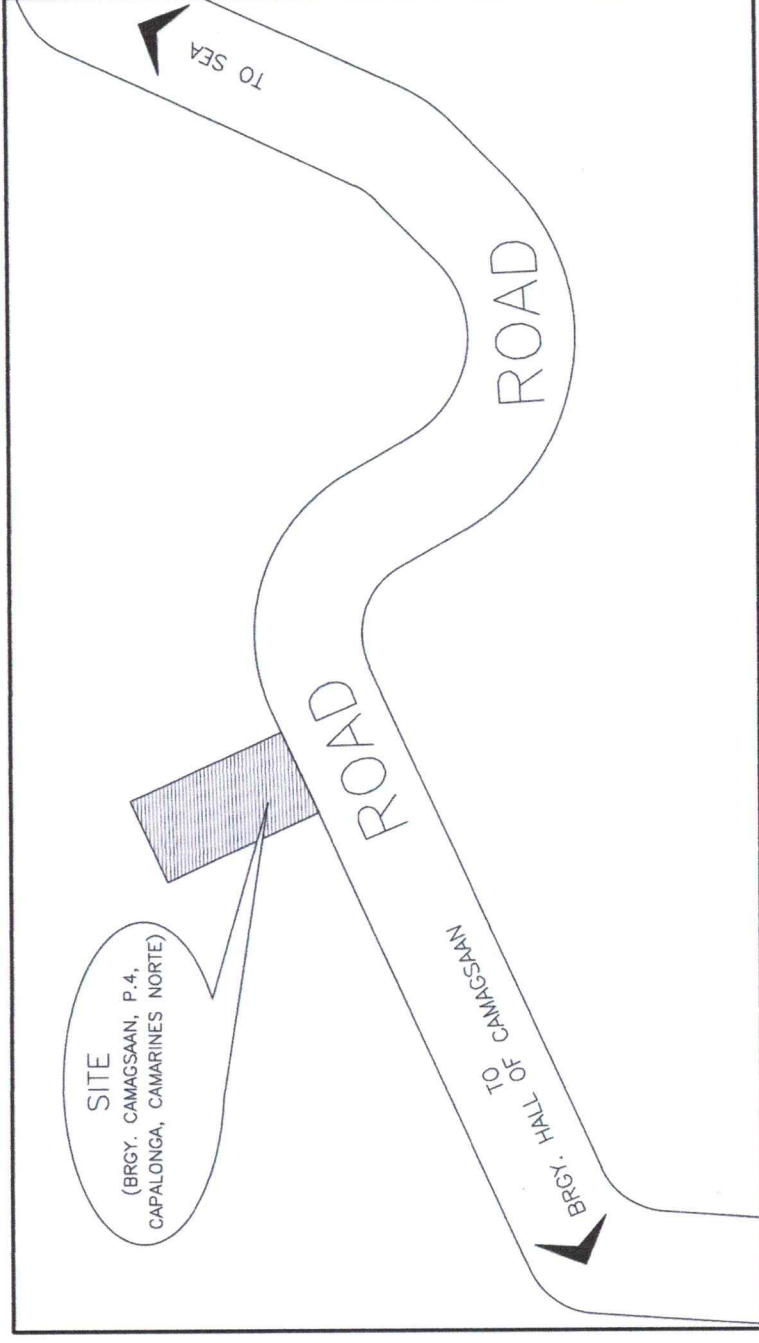 SITE
(BRGY. CAMAGSAAN, P.4,
CAPALONGA, CAMARINES NORTE)
TO
BRGY. HALL OF CAMAGSAAN
ROAD
ROAD
TO SEA